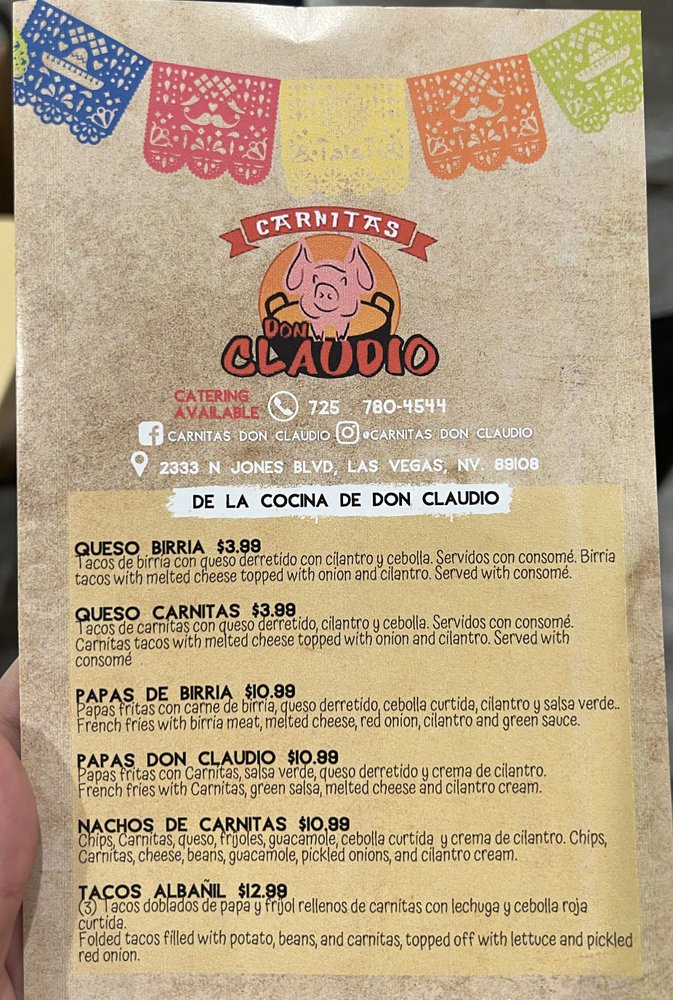 CARNITAS
DON
CLAUDIO
CATERING
AVAILABLE
725 780-4544
CARNITAS DON CLAUDIO @CARNITAS DON CLAUDIO
2333 N JONES BLVD, LAS VEGAS, NV. 89108
DE LA COCINA DE DON CLAUDIO
QUESO BIRRIA $3.99
Tacos de birria con queso derretido con cilantro y cebolla. Servidos con consomé. Birria
tacos with melted cheese topped with onion and cilantro. Served with consomé.
QUESO CARNITAS $3.99
Tacos de carnitas con queso derretido, cilantro y cebolla. Servidos con consomé.
Carnitas tacos with melted cheese topped with onion and cilantro. Served with
consomé
PAPAS DE BIRRIA $10.99
Papas fritas con carne de birria, queso derretido, cebolla curtida, cilantro y salsa verde..
French fries with birria meat, melted cheese, red onion, cilantro and green sauce.
PAPAS DON CLAUDIO $10.99
Papas fritas con Carnitas, salsa verde, queso derretido y crema de cilantro.
French fries with Carnitas, green salsa, melted cheese and cilantro cream.
NACHOS DE CARNITAS $10.99
Chips, Carnitas, queso, frijoles, guacamole, cebolla curtida y crema de cilantro. Chips,
Carnitas, cheese, beans, guacamole, pickled onions, and cilantro cream.
TACOS ALBAÑIL $12.99
(3) Tacos doblados de papa y frijol rellenos de carnitas con lechuga y cebolla roja
curtida.
Folded tacos filled with potato, beans, and carnitas, topped off with lettuce and pickled
red onion.